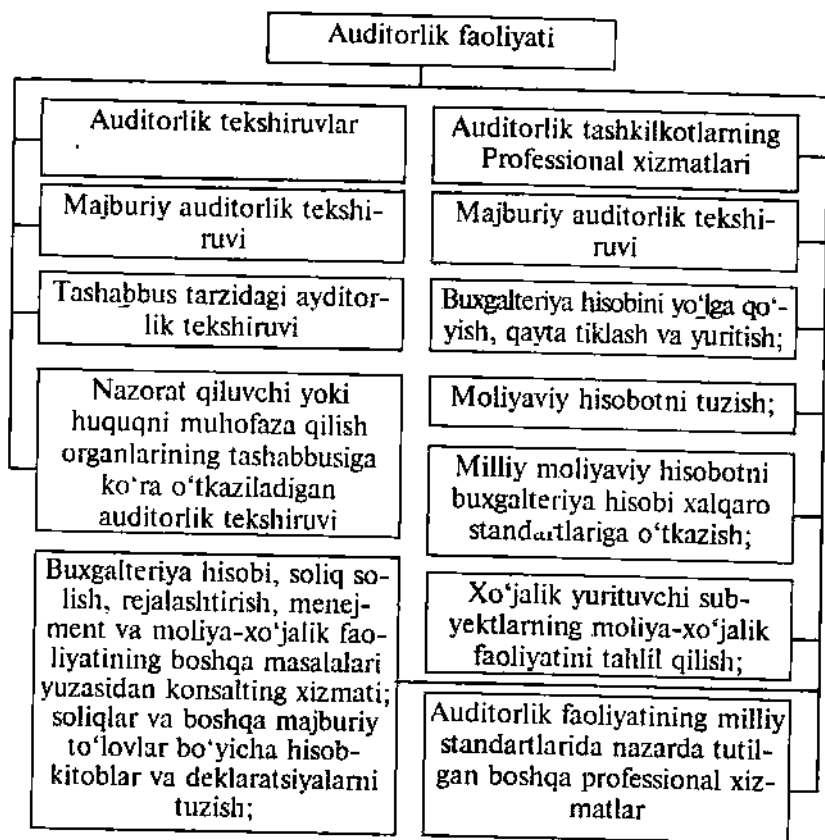 Auditorlik faoliyati
Auditorlik tekshiruvlar
Majburiy auditorlik tekshi-
ruvi
Tashabbus tarzidagi ayditor-
lik tekshiruvi
Nazorat qiluvchi yoki
huquqni muhofaza qilish
organlarining tashabbusiga
ko‘ra o‘tkaziladigan
auditorlik tekshiruvi
Buxgalteriya hisobi, soliq so-
lish, rejalashtirish, menej-
ment va moliya-xo‘jalik fao-
liyatining boshqa masalalari
yuzasidan konsalting xizmati;
soliqlar va boshqa majburiy
to‘lovlar bo‘yicha hisob-
kitoblar va deklaratsiyalarni
tuzish;
Auditorlik tashkilkotlarning
Professional xizmatlari
Majburiy auditorlik tekshi-
ruvi
Buxgalteriya hisobini yo‘lga qo‘-
yish, qayta tiklash va yuritish;
Moliyaviy hisobotni tuzish;
Milliy moliyaviy hisobotni
buxgalteriya hisobi xalqaro
standartlariga o‘tkazish;
Xo‘jalik yurituvchi sub-
yektlarning moliya-xo‘jalik
faoliyatini tahlil qilish;
Auditorlik faoliyatining milliy
standartlarida nazarda tutil-
gan boshqa professional xiz-
matlar